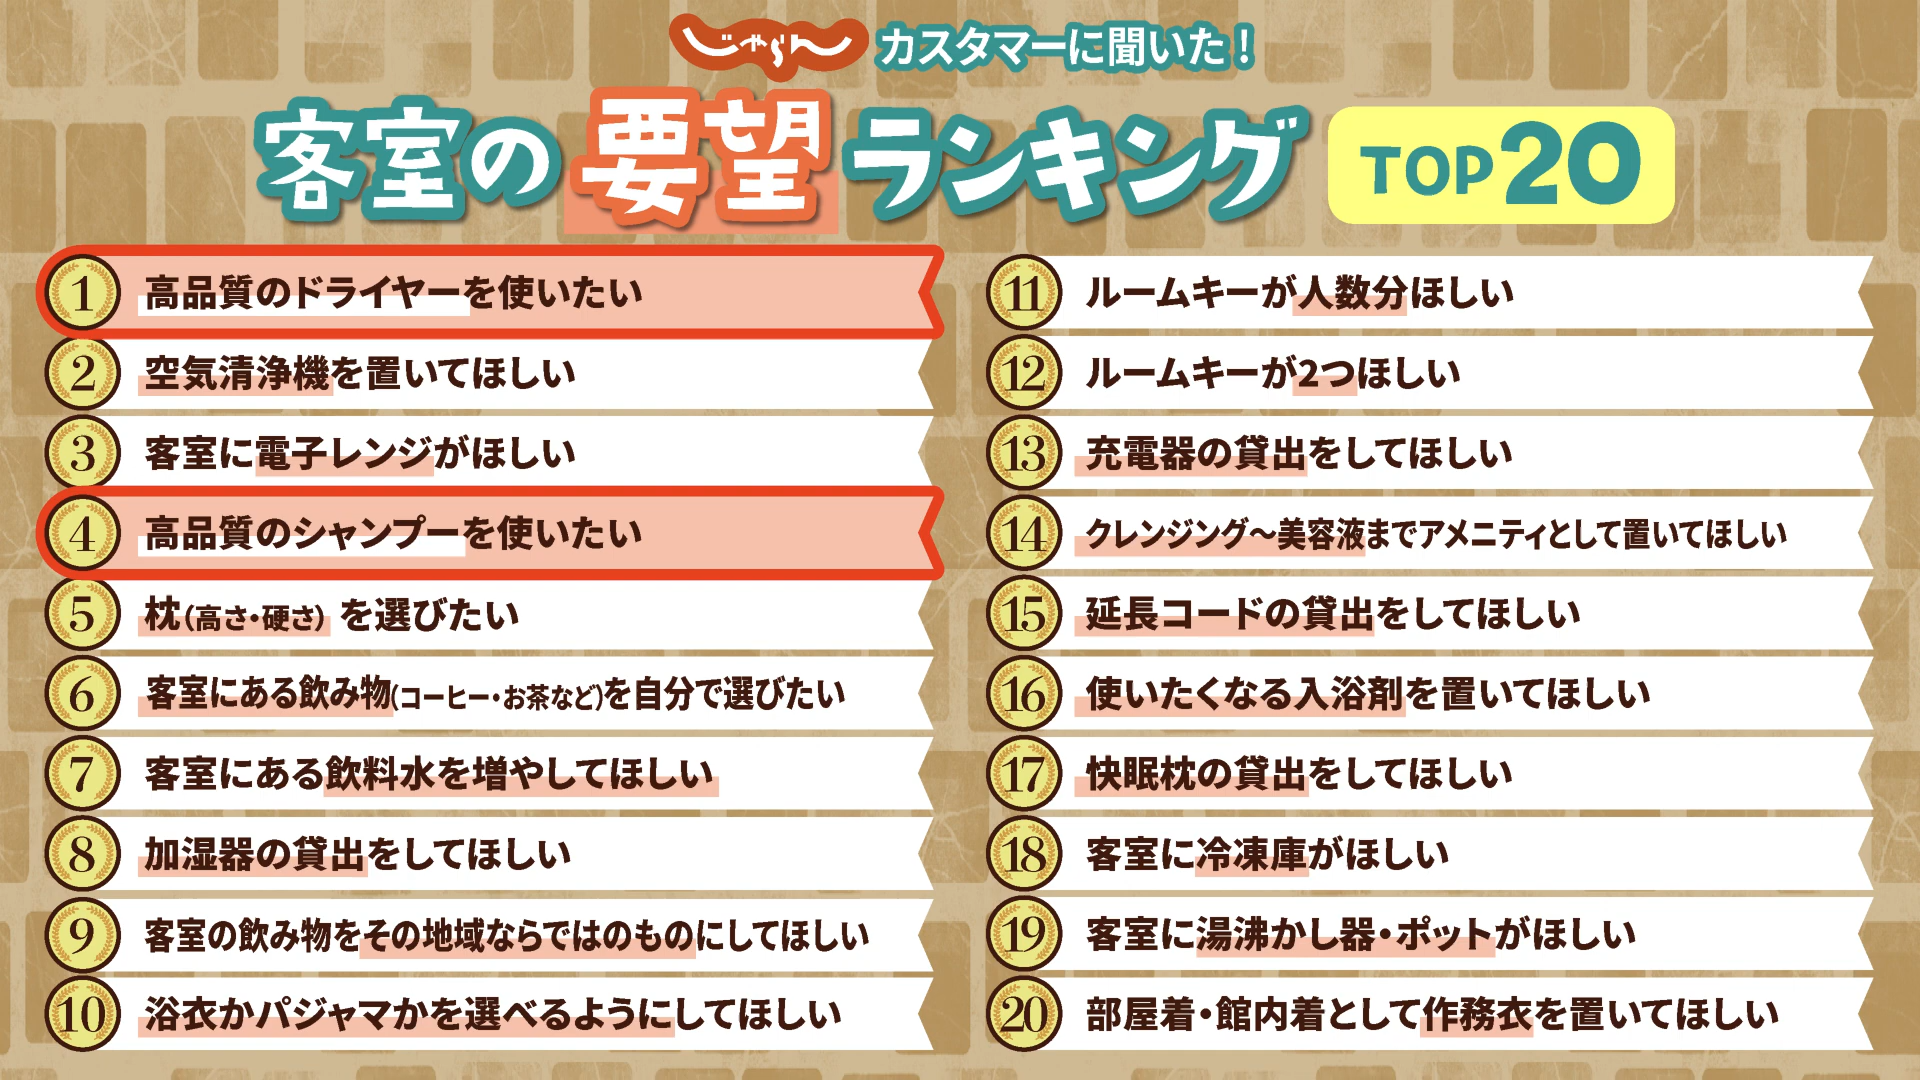 じゃらん カスタマーに聞いた！
客室の要望ランキング TOP20
1 高品質のドライヤーを使いたい
2 空気清浄機を置いてほしい
3 客室に電子レンジがほしい
4 高品質のシャンプーを使いたい
5 枕(高さ・硬さ) を選びたい
6 客室にある飲み物(コーヒー・お茶など)を自分で選びたい
7 客室にある飲料水を増やしてほしい
8 加湿器の貸出をしてほしい
9 客室の飲み物をその地域ならではのものにしてほしい
10 浴衣かパジャマかを選べるようにしてほしい
11 ルームキーが人数分ほしい
12 ルームキーが2つほしい
13 充電器の貸出をしてほしい
14 クレンジング〜美容液までアメニティとして置いてほしい
15 延長コードの貸出をしてほしい
16 使いたくなる入浴剤を置いてほしい
17 快眠枕の貸出をしてほしい
18 客室に冷凍庫がほしい
19 客室に湯沸かし器・ポットがほしい
20 部屋着・館内着として作務衣を置いてほしい